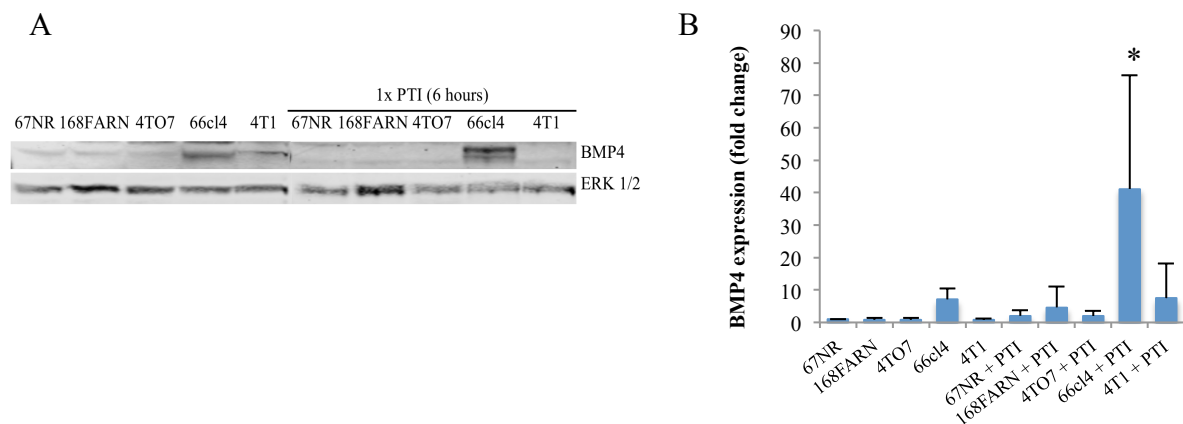 A
1x PTI (6 hours)
67NR 168FARN 4TO7 66cl4 4T1 67NR 168FARN 4TO7 66cl4 4T1
BMP4
ERK 1/2
B
BMP4 expression (fold change)
90
80
70
60
50
40
30
20
10
0
*
67NR
168FARN
4TO7
66cl4
4T1
67NR + PTI
168FARN + PTI
4TO7 + PTI
66cl4 + PTI
4T1 + PTI